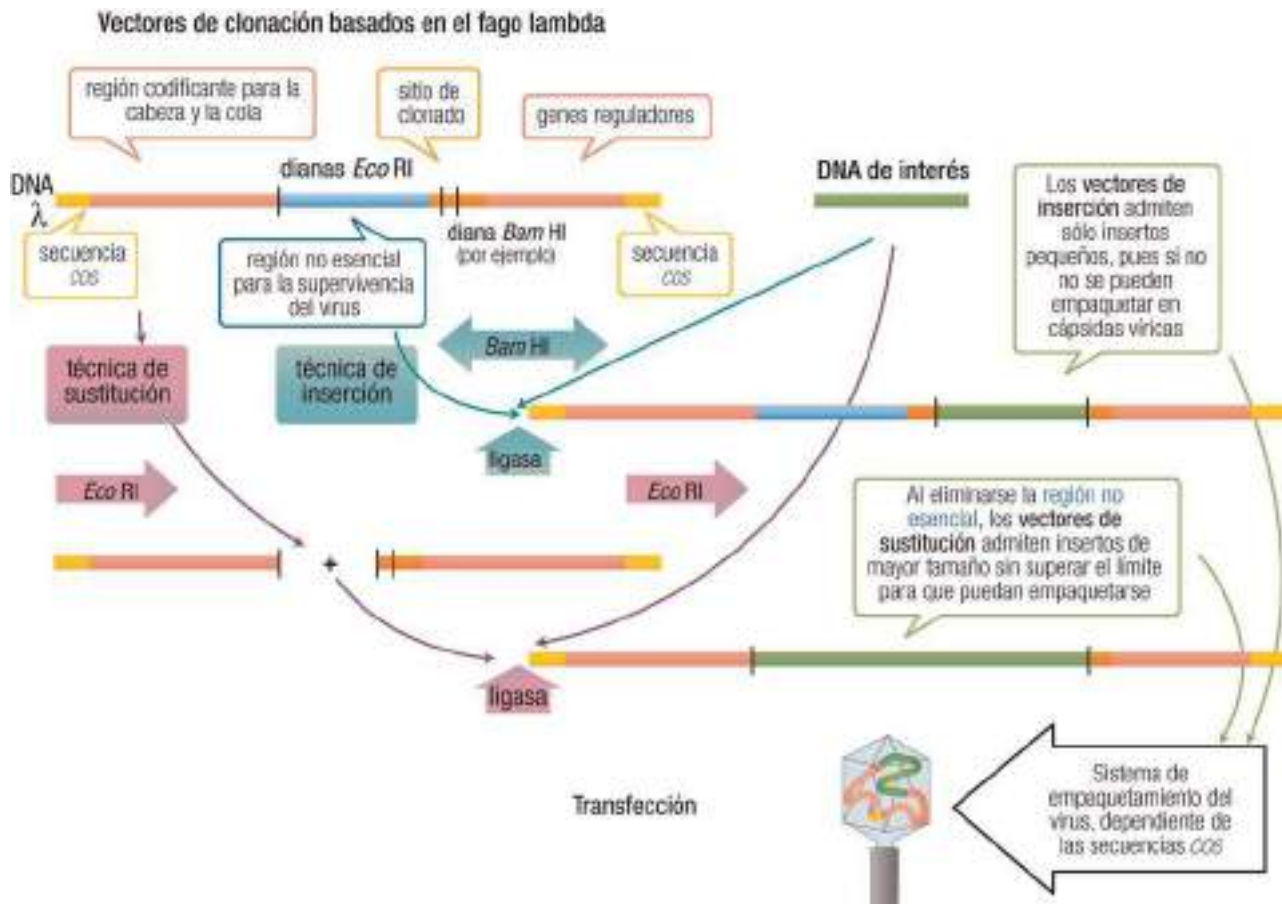 Vectores de clonación basados en el fago lambda
región codificante para la
cabeza y la cola
sitio de
clonado
genes reguladores
dianas Eco RI
DNA
λ
DNA de interés
secuencia
cos
región no esencial
para la supervivencia
del virus
diana Bam HI
(por ejemplo)
secuencia
cos
Los vectores de
inserción admiten
sólo insertos
pequeños, pues si no
no se pueden
empaquetar en
cápsidas víricas
técnica de
sustitución
técnica de
inserción
Bam HI
ligasa
Eco RI
Eco RI
Al eliminarse la región no
esencial, los vectores de
sustitución admiten insertos de
mayor tamaño sin superar el límite
para que puedan empaquetarse
+
ligasa
Transfección
Sistema de
empaquetamiento del
virus, dependiente de
las secuencias cos